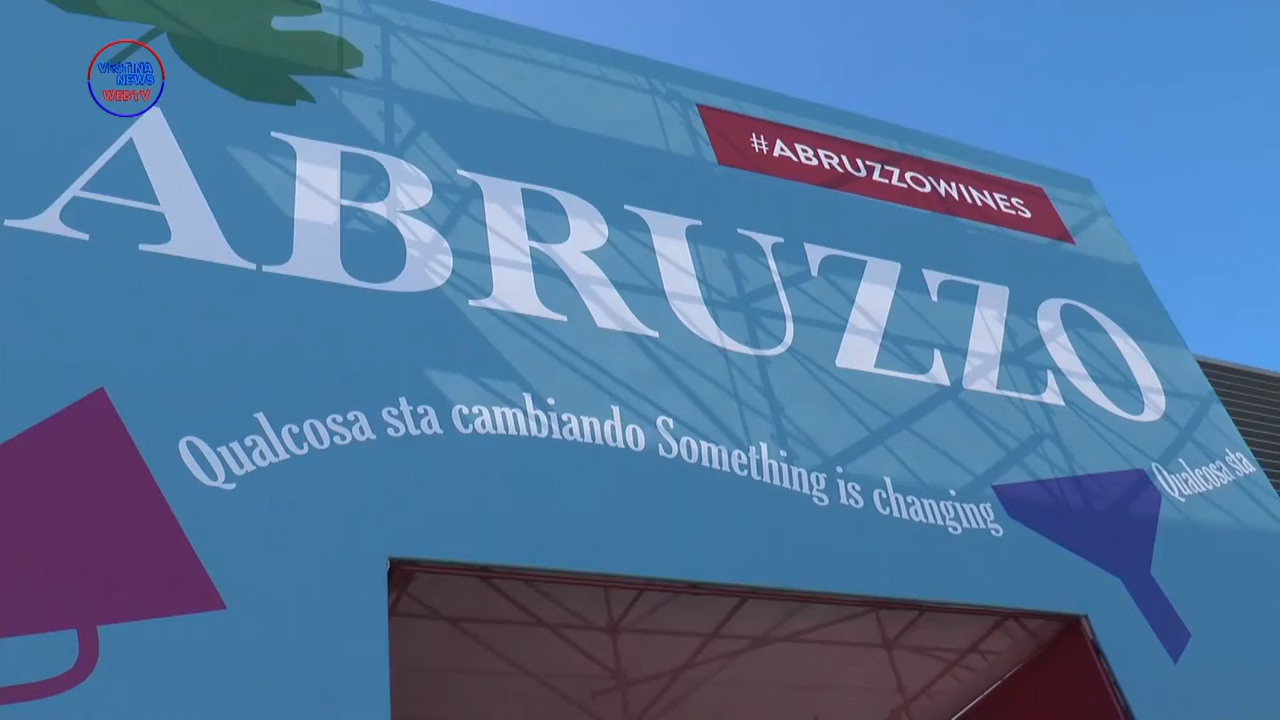 VESTINA
NEWS
WEBTV
#ABRUZZOWINES
ABRUZZO
Qualcosa sta cambiando Something is changing
Qualcosa sta